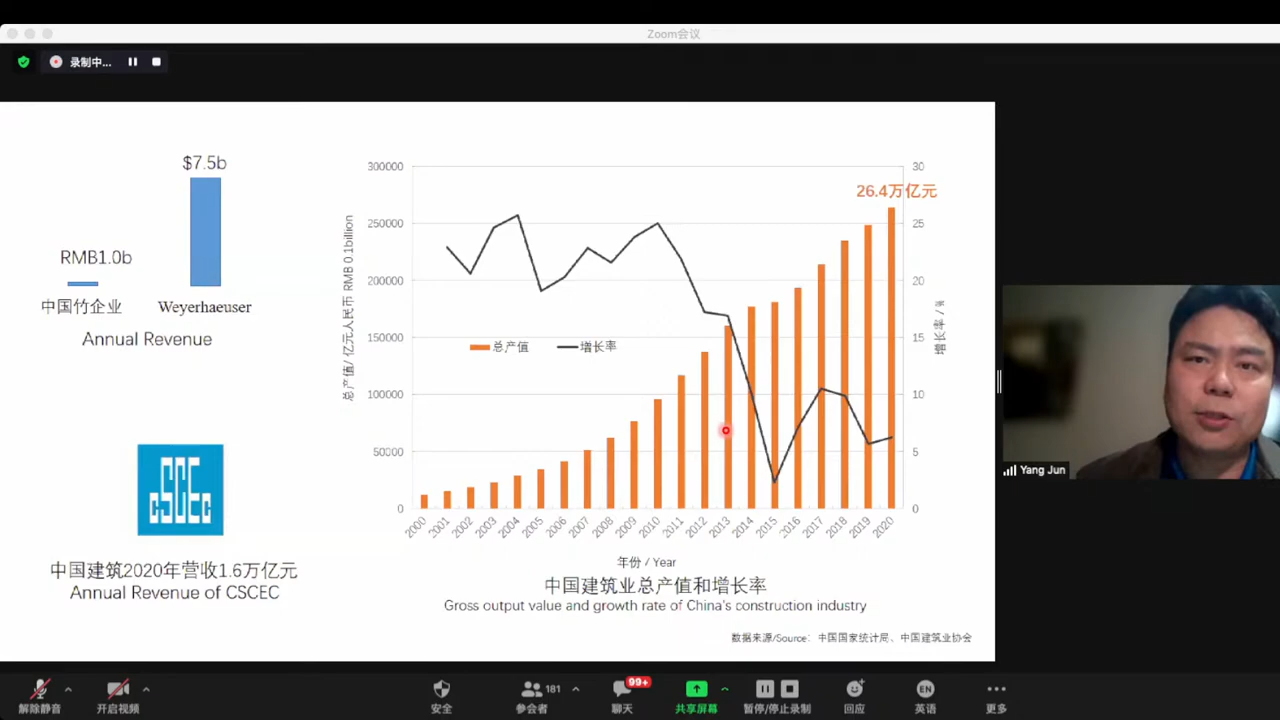 Zoom会议
录制中...
$7.5b
RMB1.0b
中国竹企业
Weyerhaeuser
Annual Revenue
CSCEC
中国建筑2020年营收1.6万亿元
Annual Revenue of CSCEC
总产值/ 亿元人民币 RMB 0.1billion
300000
250000
200000
150000
100000
50000
0
26.4万亿元
总产值
增长率
30
25
20
15
10
5
0
增长率 / %
2000 2001 2002 2003 2004 2005 2006 2007 2008 2009 2010 2011 2012 2013 2014 2015 2016 2017 2018 2019 2020
年份 / Year
中国建筑业总产值和增长率
Gross output value and growth rate of China's construction industry
数据来源/Source: 中国国家统计局、中国建筑业协会
Yang Jun
解除静音
开启视频
安全
181
参会者
99+
聊天
共享屏幕
暂停/停止录制
回应
EN
英语
更多